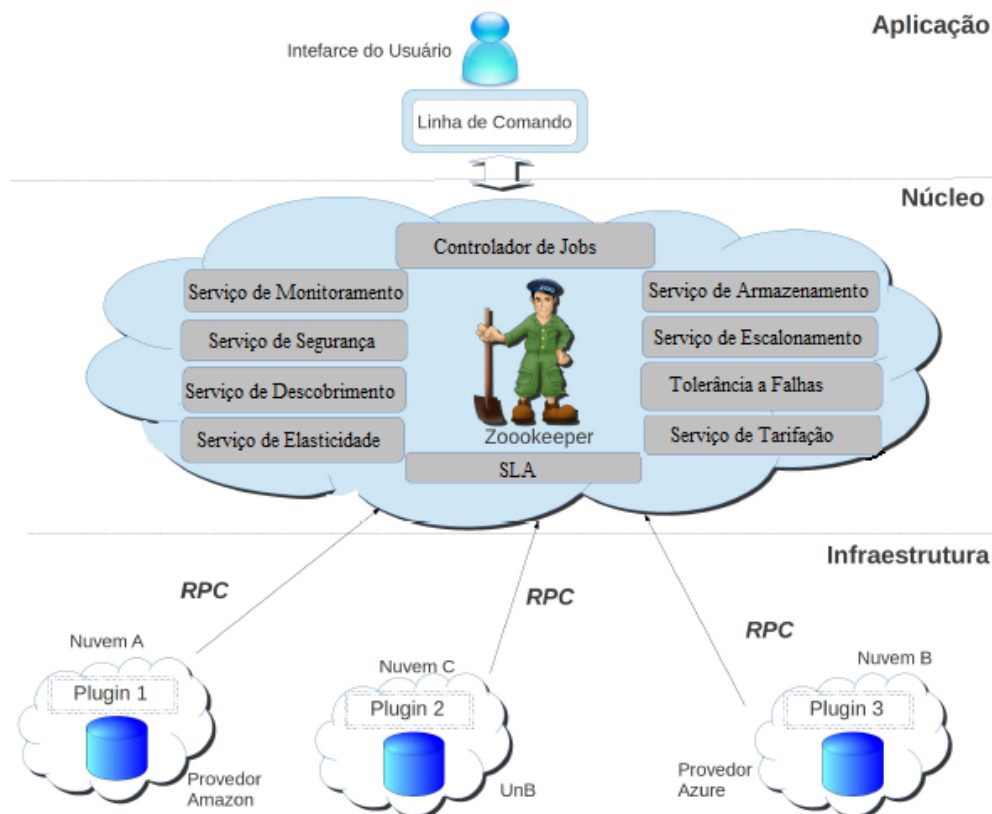 Aplicação
Intefarce do Usuário
Linha de Comando
Núcleo
Controlador de Jobs
Serviço de Monitoramento
Serviço de Segurança
Serviço de Descobrimento
Serviço de Elasticidade
ZOO
Zoookeeper
Serviço de Armazenamento
Serviço de Escalonamento
Tolerância a Falhas
Serviço de Tarifação
SLA
Infraestrutura
RPC
RPC
RPC
Nuvem A
Plugin 1
Provedor
Amazon
Nuvem C
Plugin 2
UnB
Nuvem B
Plugin 3
Provedor
Azure